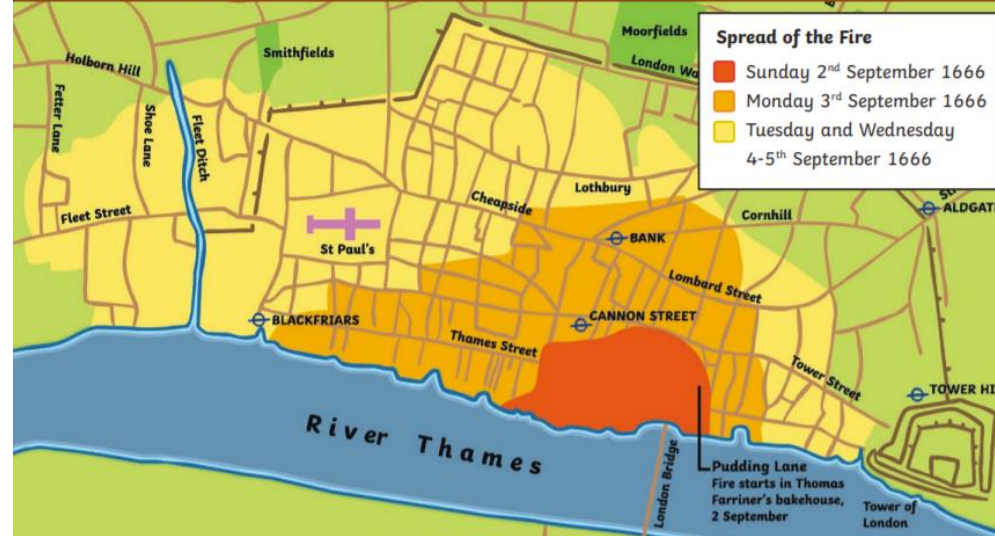 Moorfields
Smithfields
Holborn Hill
London Wa
Spread of the Fire
Sunday 2nd September 1666
Monday 3rd September 1666
Tuesday and Wednesday
4-5th September 1666
Fetter Lane
Shoe Lane
Fleet Ditch
Lothbury
Cheapside
Cornhill
ALDGAT
Fleet Street
St Paul's
BANK
Lombard Street
BLACKFRIARS
CANNON STREET
Thames Street
Tower Street
TOWER HI
River Thames
London Bridge
Pudding Lane
Fire starts in Thomas
Farriner's bakehouse,
2 September
Tower of
London